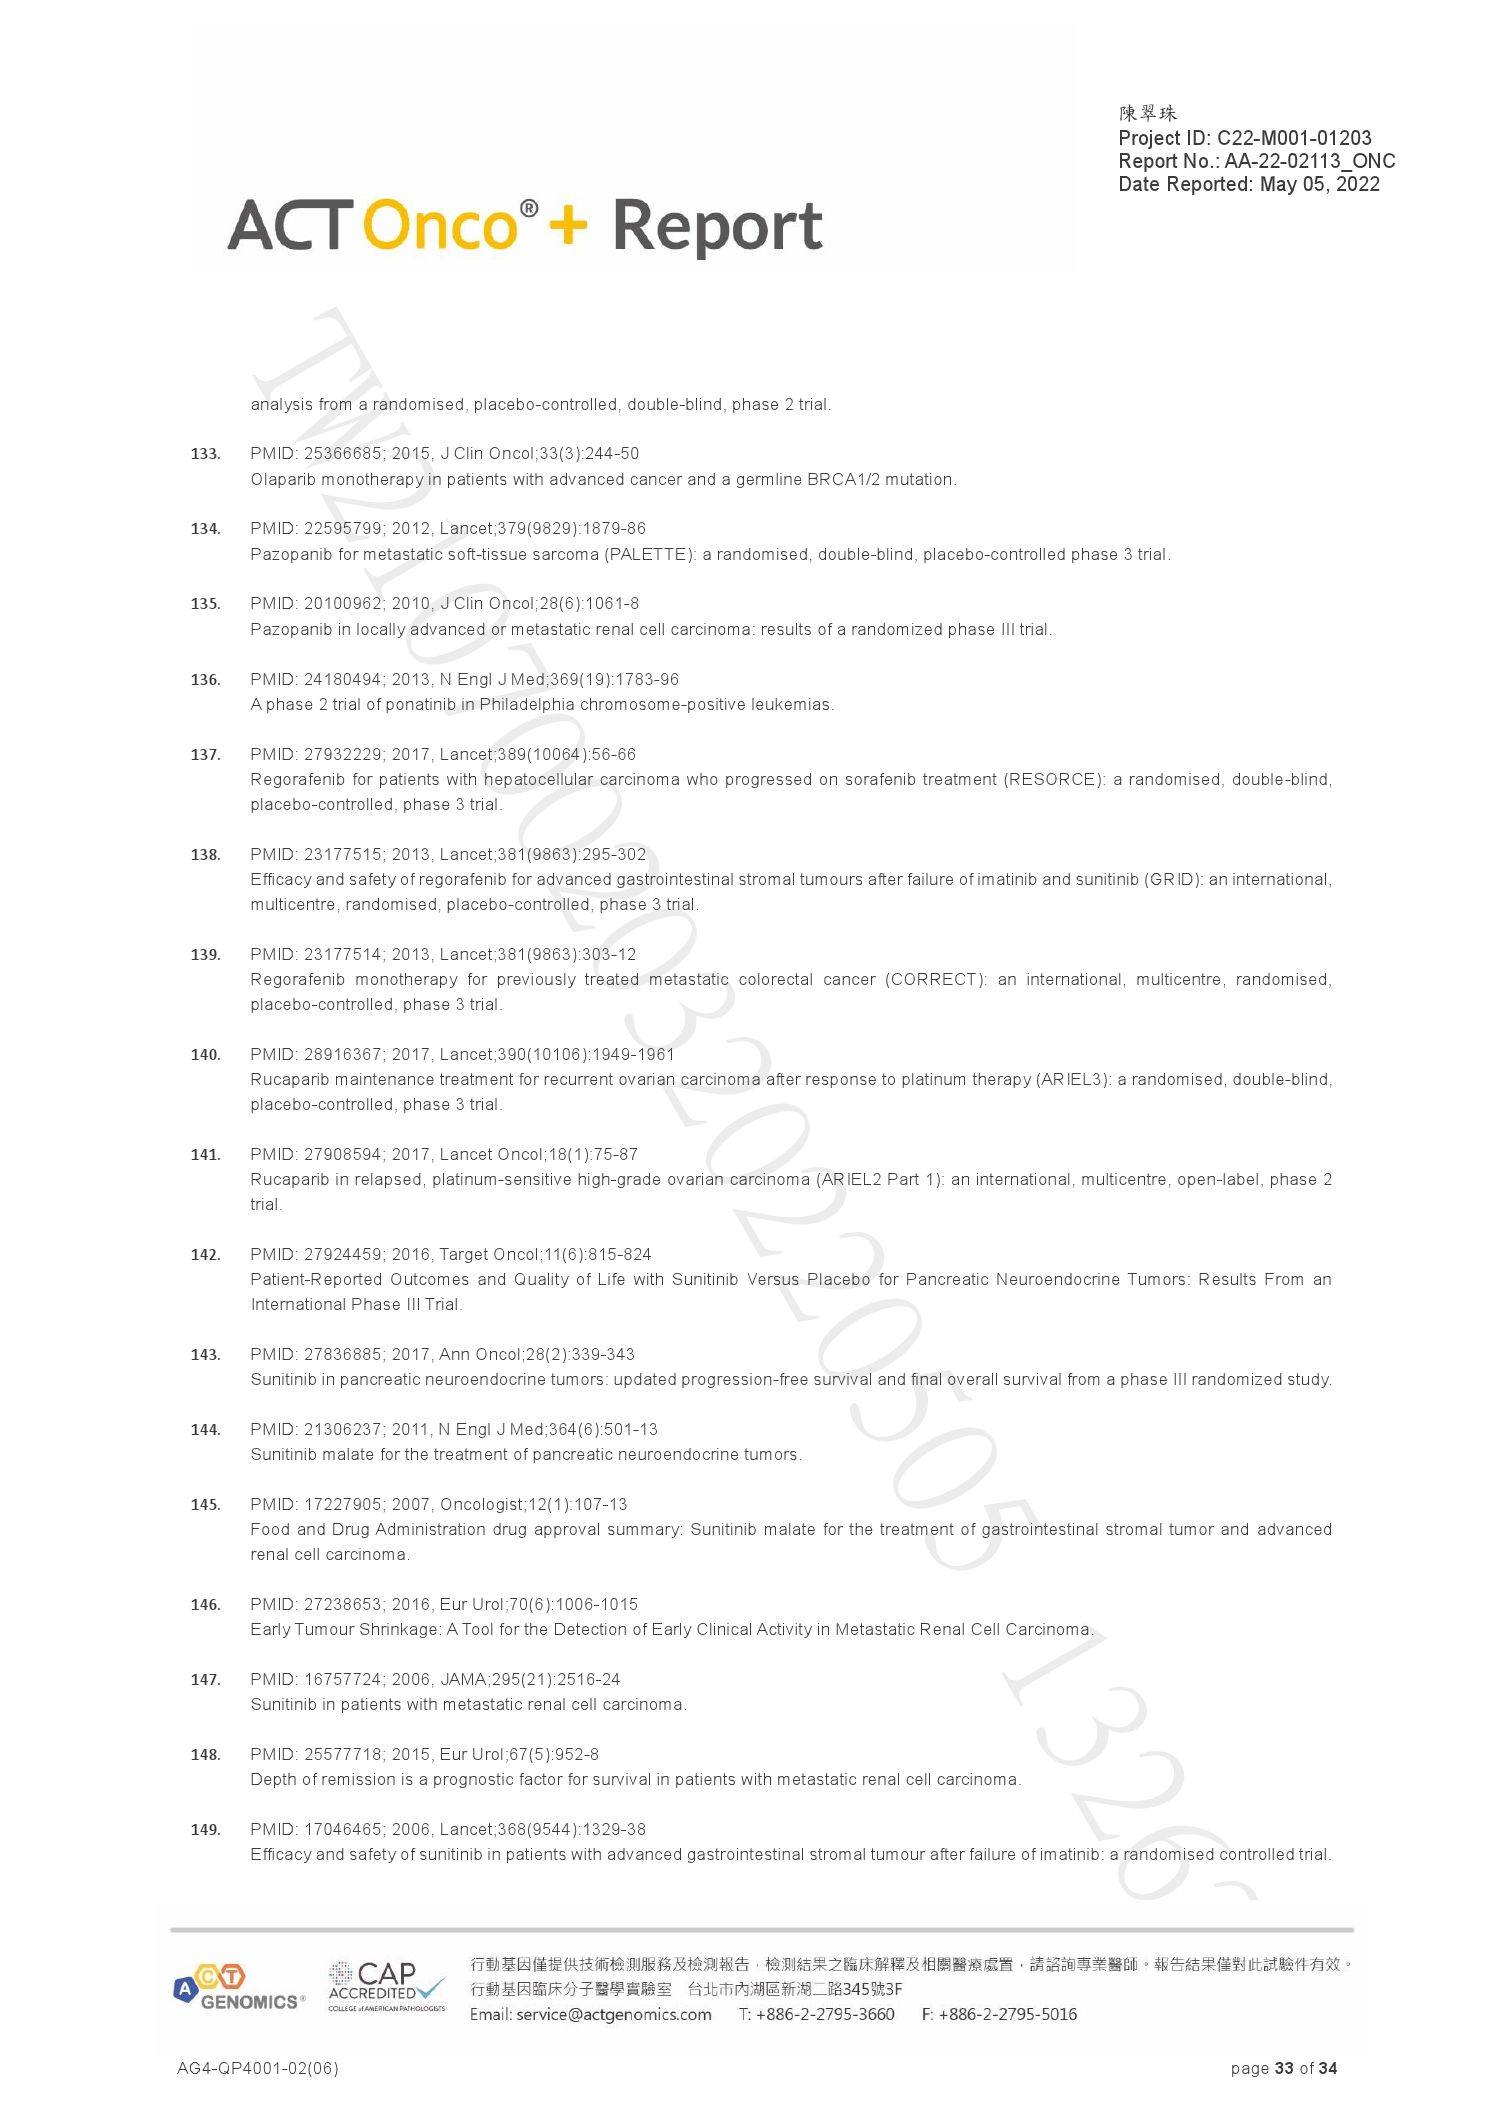 陳翠珠
Project ID: C22-M001-01203
Report No.: AA-22-02113_ONC
Date Reported: May 05, 2022
ACTOnco®+ Report
analysis from a randomised, placebo-controlled, double-blind, phase 2 trial.
133. PMID: 25366685; 2015, J Clin Oncol;33(3):244-50
Olaparib monotherapy in patients with advanced cancer and a germline BRCA1/2 mutation.
134. PMID: 22595799; 2012, Lancet;379(9829):1879-86
Pazopanib for metastatic soft-tissue sarcoma (PALETTE): a randomised, double-blind, placebo-controlled phase 3 trial.
135. PMID: 20100962; 2010, J Clin Oncol;28(6):1061-8
Pazopanib in locally advanced or metastatic renal cell carcinoma: results of a randomized phase III trial.
136. PMID: 24180494; 2013, N Engl J Med;369(19):1783-96
A phase 2 trial of ponatinib in Philadelphia chromosome-positive leukemias.
137. PMID: 27932229; 2017, Lancet;389(10064):56-66
Regorafenib for patients with hepatocellular carcinoma who progressed on sorafenib treatment (RESORCE): a randomised, double-blind,
placebo-controlled, phase 3 trial.
138. PMID: 23177515; 2013, Lancet;381(9863):295-302
Efficacy and safety of regorafenib for advanced gastrointestinal stromal tumours after failure of imatinib and sunitinib (GRID): an international,
multicentre, randomised, placebo-controlled, phase 3 trial.
139. PMID: 23177514; 2013, Lancet;381(9863):303-12
Regorafenib monotherapy for previously treated metastatic colorectal cancer (CORRECT): an international, multicentre, randomised,
placebo-controlled, phase 3 trial.
140. PMID: 28916367; 2017, Lancet;390(10106):1949-1961
Rucaparib maintenance treatment for recurrent ovarian carcinoma after response to platinum therapy (ARIEL3): a randomised, double-blind,
placebo-controlled, phase 3 trial.
141. PMID: 27908594; 2017, Lancet Oncol;18(1):75-87
Rucaparib in relapsed, platinum-sensitive high-grade ovarian carcinoma (ARIEL2 Part 1): an international, multicentre, open-label, phase 2
trial.
142. PMID: 27924459; 2016, Target Oncol;11(6):815-824
Patient-Reported Outcomes and Quality of Life with Sunitinib Versus Placebo for Pancreatic Neuroendocrine Tumors: Results From an
International Phase III Trial.
143. PMID: 27836885; 2017, Ann Oncol;28(2):339-343
Sunitinib in pancreatic neuroendocrine tumors: updated progression-free survival and final overall survival from a phase III randomized study.
144. PMID: 21306237; 2011, N Engl J Med;364(6):501-13
Sunitinib malate for the treatment of pancreatic neuroendocrine tumors.
145. PMID: 17227905; 2007, Oncologist;12(1):107-13
Food and Drug Administration drug approval summary: Sunitinib malate for the treatment of gastrointestinal stromal tumor and advanced
renal cell carcinoma.
146. PMID: 27238653; 2016, Eur Urol;70(6):1006-1015
Early Tumour Shrinkage: A Tool for the Detection of Early Clinical Activity in Metastatic Renal Cell Carcinoma.
147. PMID: 16757724; 2006, JAMA;295(21):2516-24
Sunitinib in patients with metastatic renal cell carcinoma.
148. PMID: 25577718; 2015, Eur Urol;67(5):952-8
Depth of remission is a prognostic factor for survival in patients with metastatic renal cell carcinoma.
149. PMID: 17046465; 2006, Lancet;368(9544):1329-38
Efficacy and safety of sunitinib in patients with advanced gastrointestinal stromal tumour after failure of imatinib: a randomised controlled trial.
ACT GENOMICS®
CAP ACCREDITED
COLLEGE of AMERICAN PATHOLOGISTS
行動基因僅提供技術檢測服務及檢測報告，檢測結果之臨床解釋及相關醫療處置，請諮詢專業醫師。報告結果僅對此試驗件有效。
行動基因臨床分子醫學實驗室 台北市內湖區新湖二路345號3F
Email: service@actgenomics.com T: +886-2-2795-3660 F: +886-2-2795-5016
AG4-QP4001-02(06)
page 33 of 34